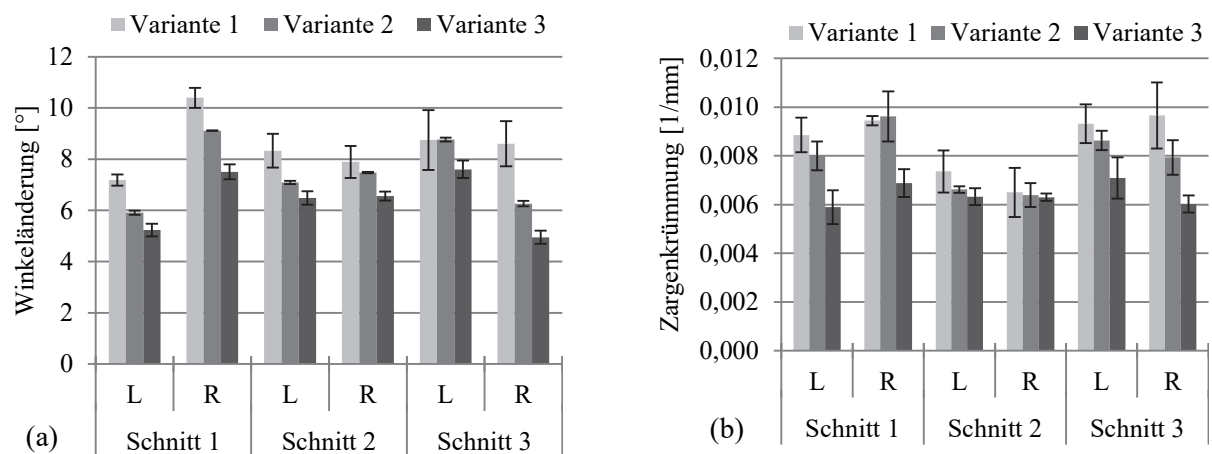 Variante 1 Variante 2 Variante 3
Winkeländerung [°]
12
10
8
6
4
2
0
L R L R L R
Schnitt 1 Schnitt 2 Schnitt 3
(a)
Variante 1 Variante 2 Variante 3
Zargenkrümmung [1/mm]
0,012
0,010
0,008
0,006
0,004
0,002
0,000
L R L R L R
Schnitt 1 Schnitt 2 Schnitt 3
(b)